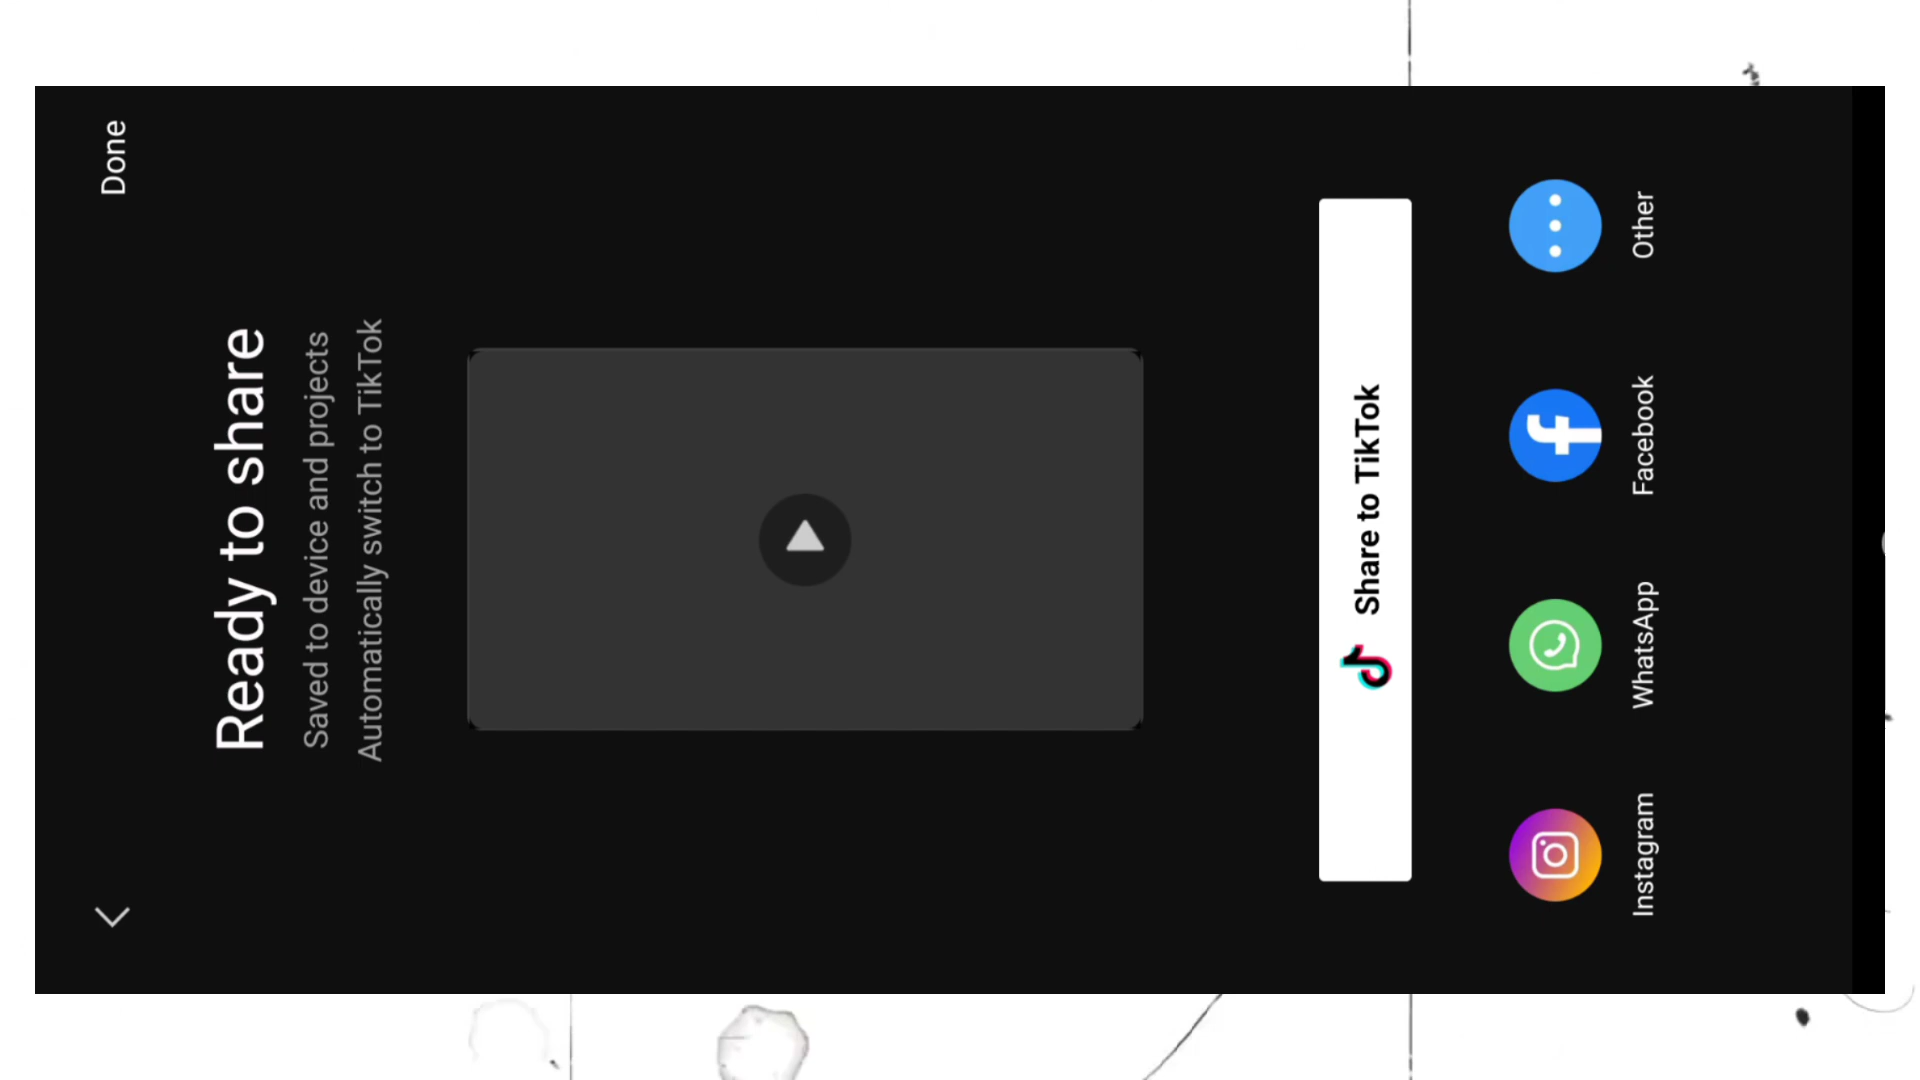 Done
Ready to share
Saved to device and projects
Automatically switch to TikTok
Share to TikTok
Instagram
WhatsApp
Facebook
Other